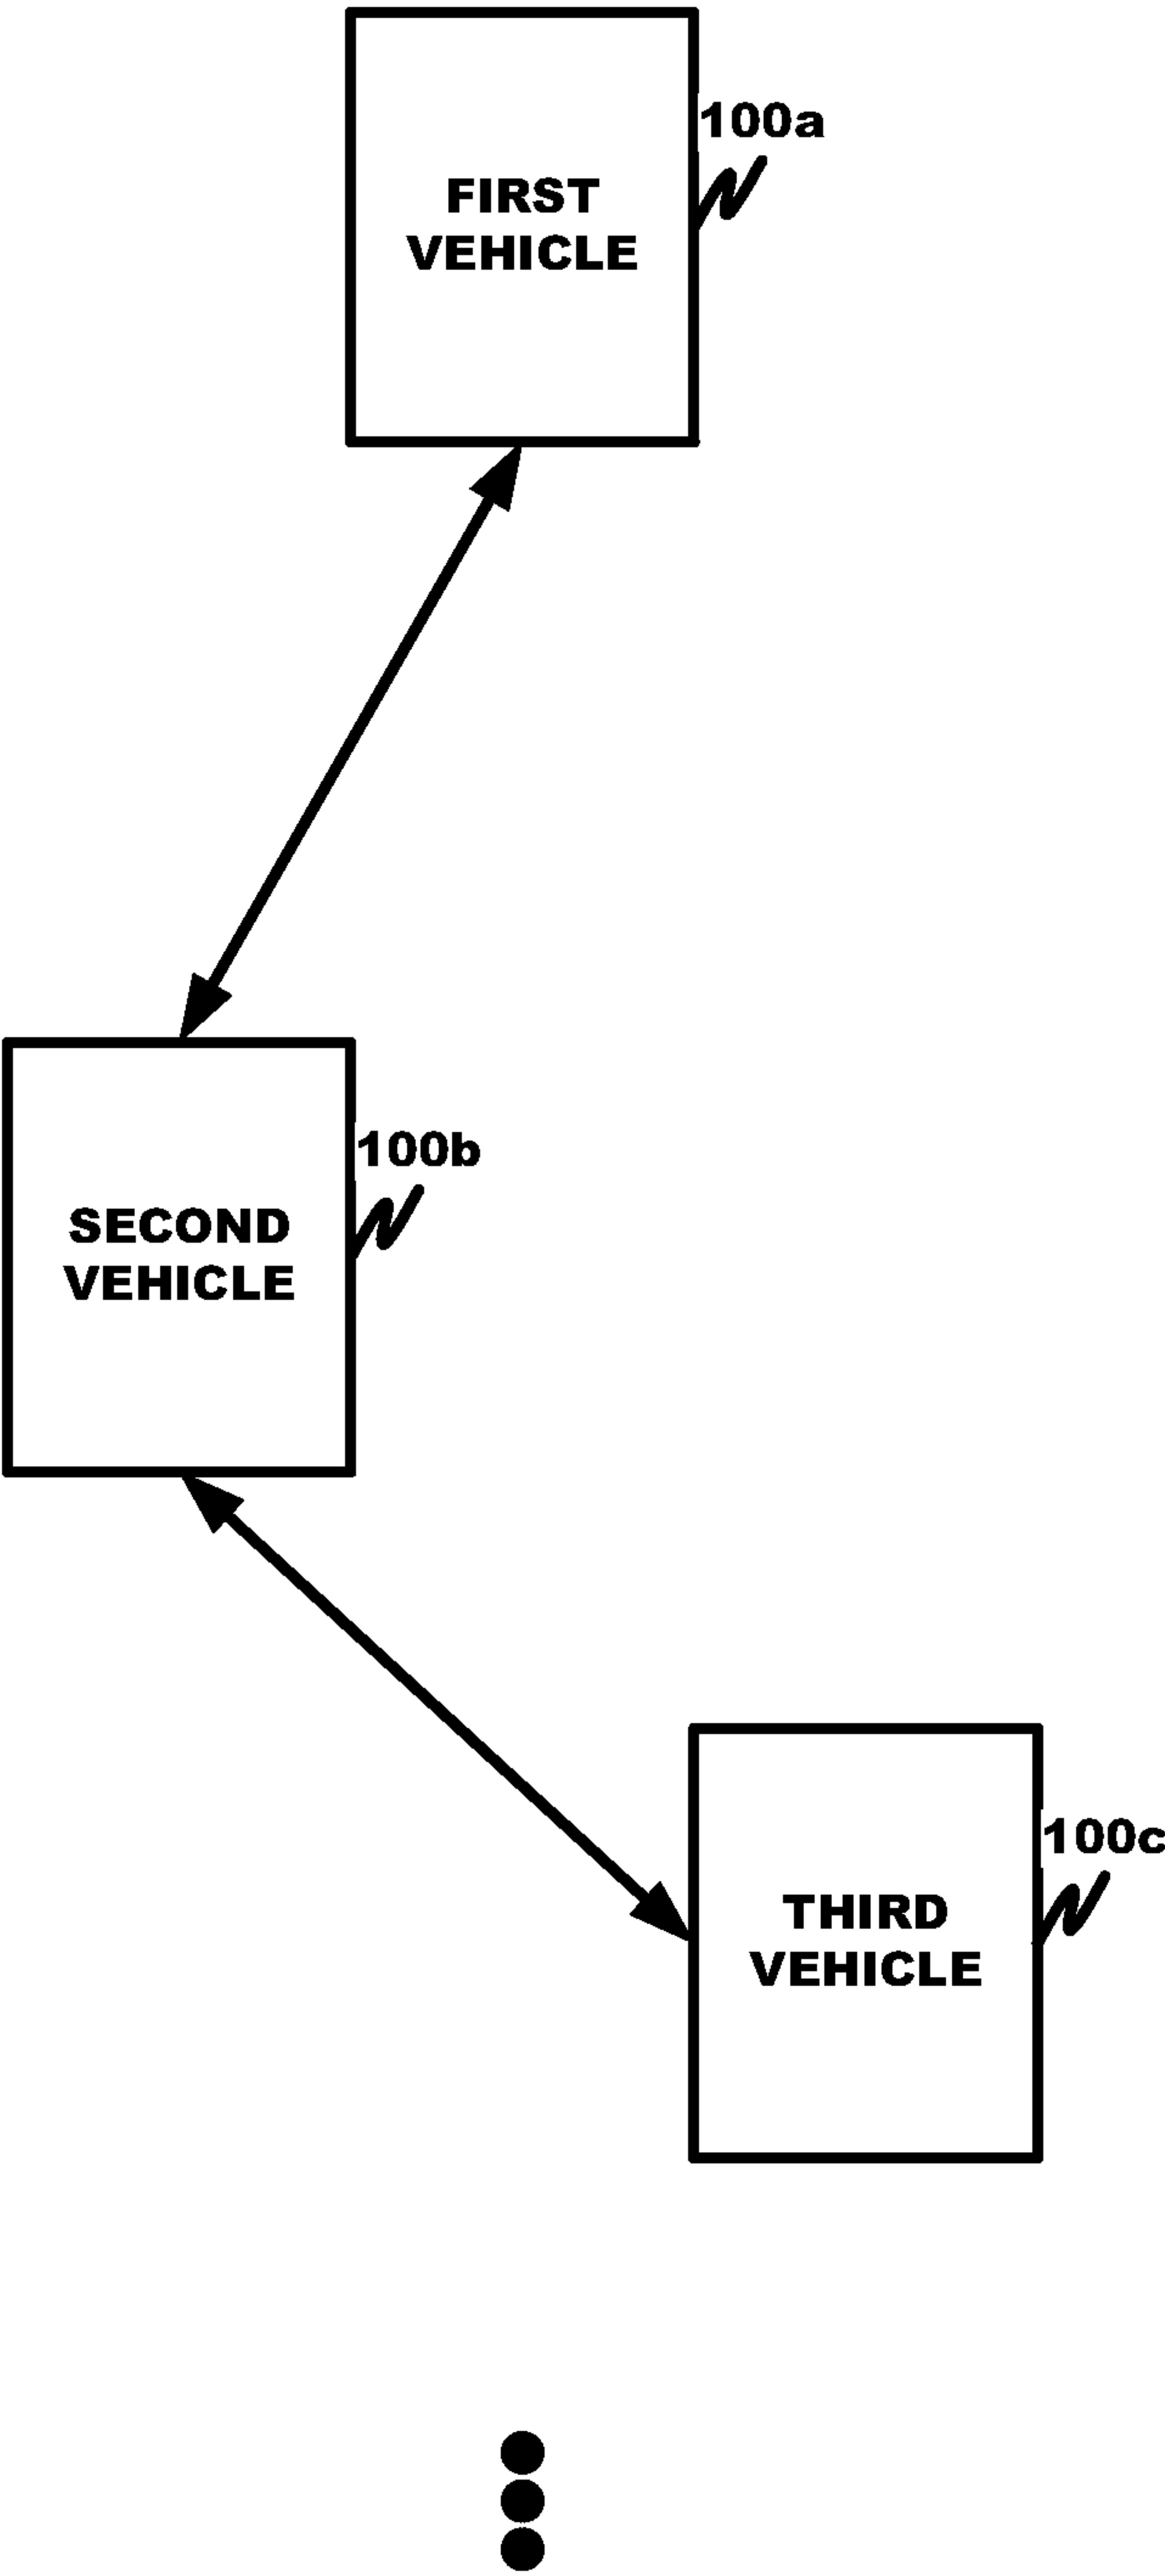 100a
FIRST
VEHICLE
100b
SECOND
VEHICLE
100c
THIRD
VEHICLE